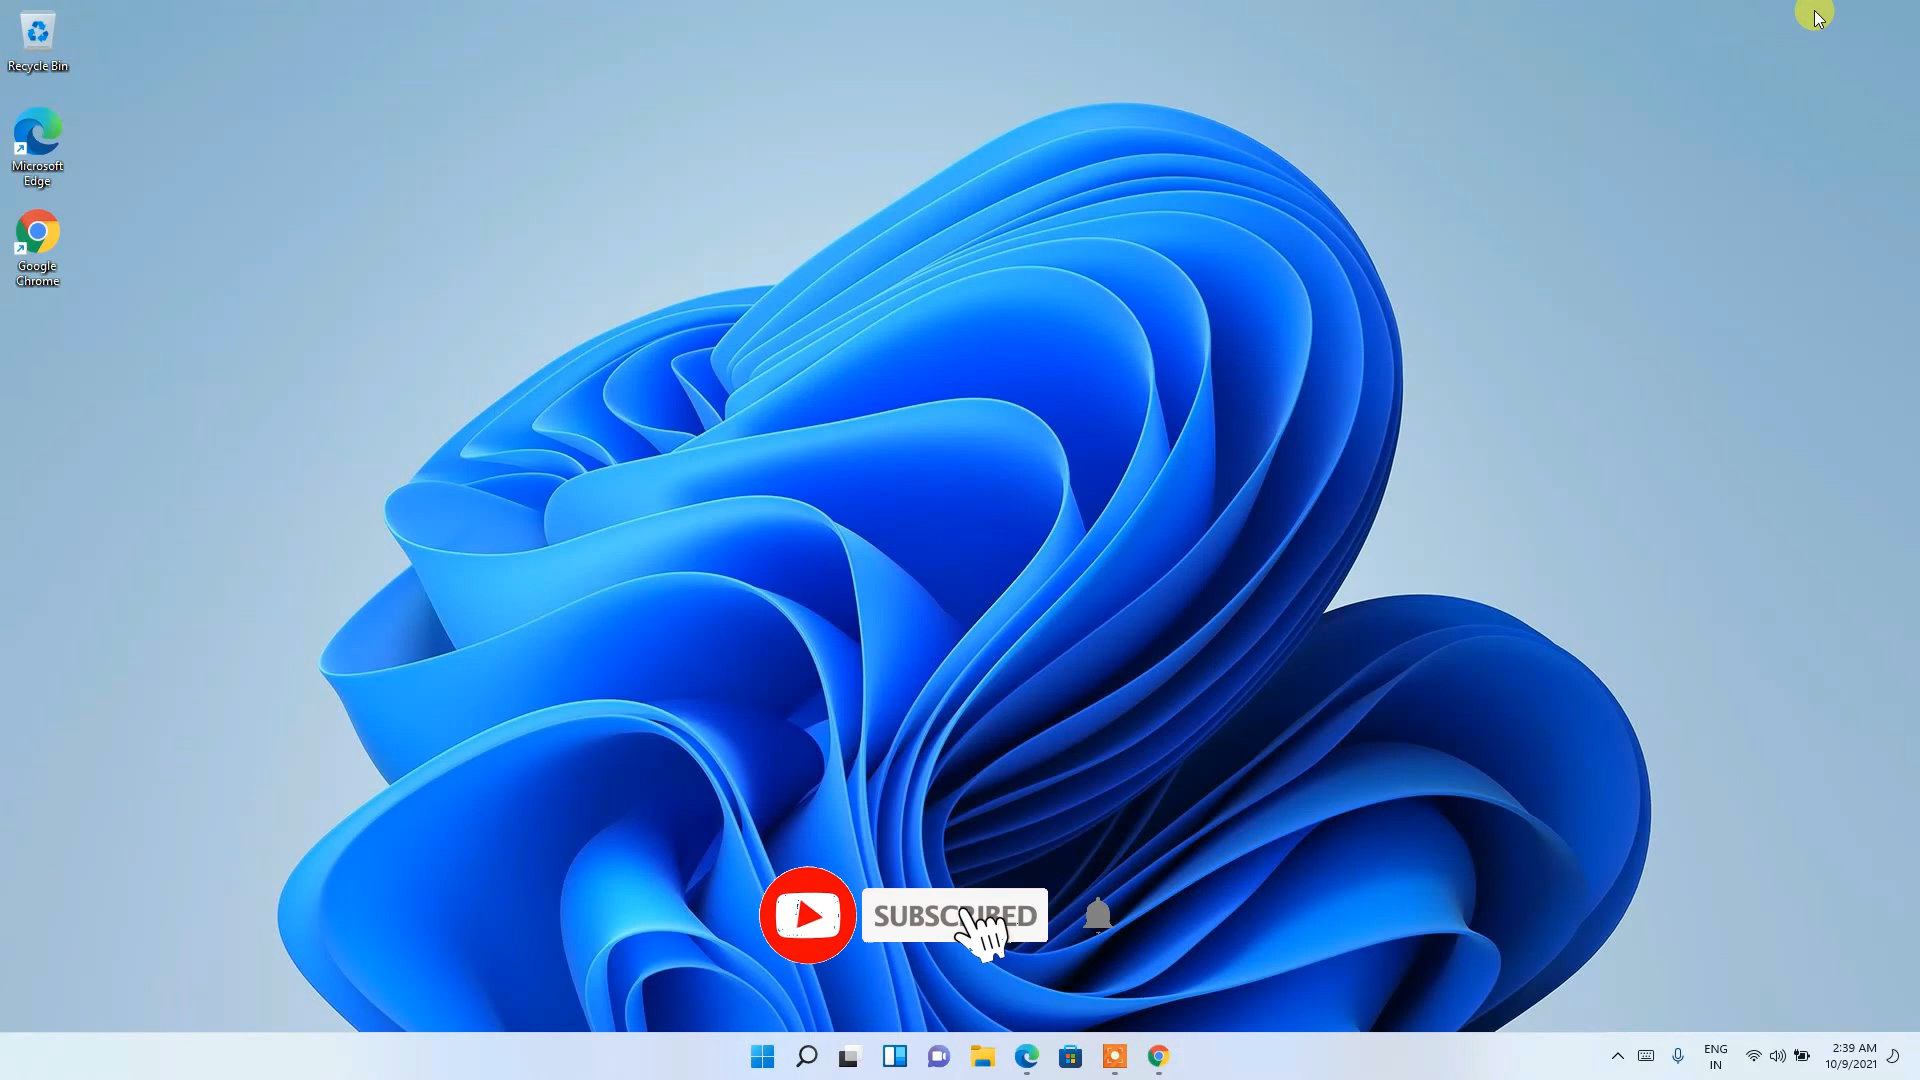 Recycle Bin
Microsoft
Edge
Google
Chrome
SUBSCRIBED
ENG
IN
2:39 AM
10/9/2021